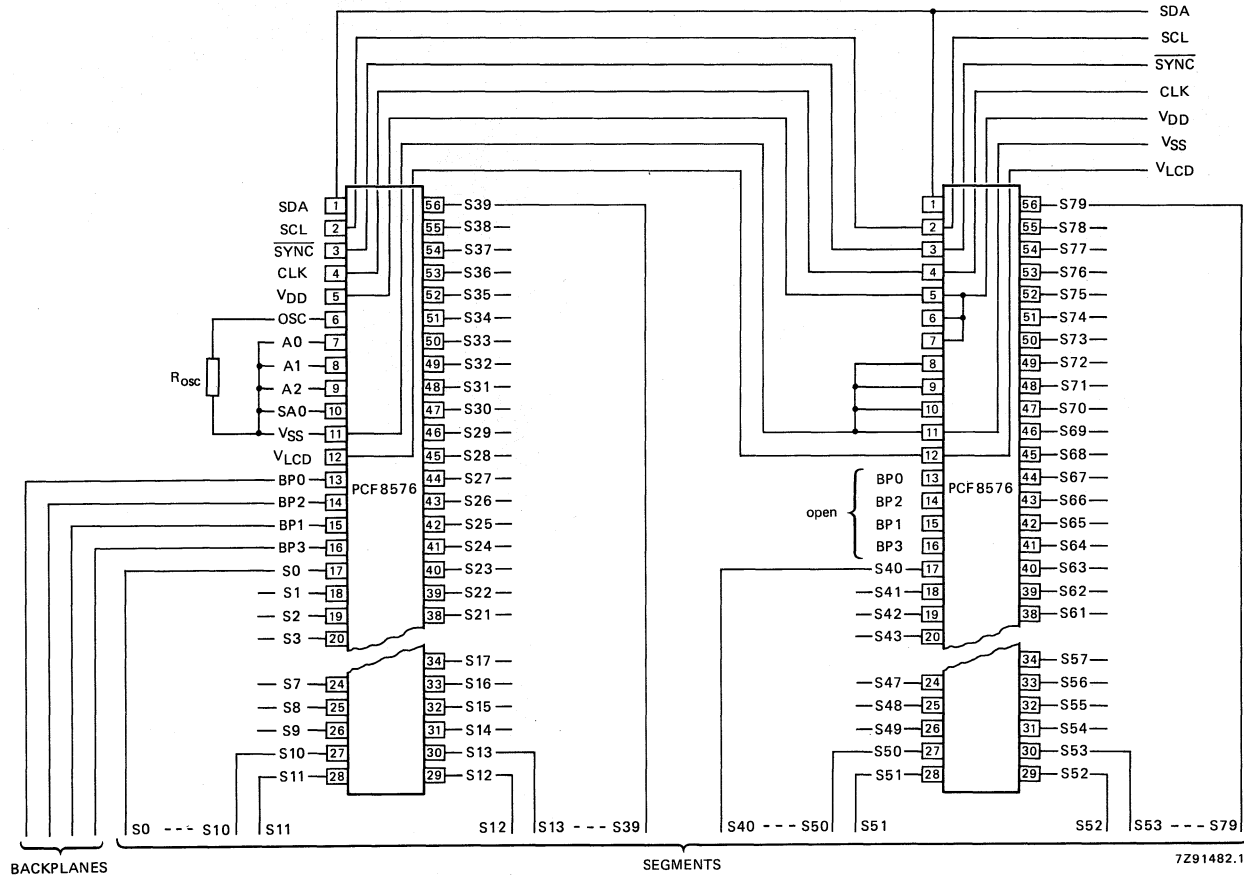 SDA
SCL
SYNC
CLK
VDD
VSS
VLCD
SDA 1
SCL 2
SYNC 3
CLK 4
VDD 5
OSC 6
A0 7
A1 8
A2 9
SA0 10
VSS 11
VLCD 12
BP0 13
BP2 14
BP1 15
BP3 16
S0 17
S1 18
S2 19
S3 20
S7 24
S8 25
S9 26
S10 27
S11 28
ROSC
PCF8576
56 S39
55 S38
54 S37
53 S36
52 S35
51 S34
50 S33
49 S32
48 S31
47 S30
46 S29
45 S28
44 S27
43 S26
42 S25
41 S24
40 S23
39 S22
38 S21
34 S17
33 S16
32 S15
31 S14
30 S13
29 S12
1
2
3
4
5
6
7
8
9
10
11
12
open
BP0 13
BP2 14
BP1 15
BP3 16
S40 17
S41 18
S42 19
S43 20
S47 24
S48 25
S49 26
S50 27
S51 28
PCF8576
56 S79
55 S78
54 S77
53 S76
52 S75
51 S74
50 S73
49 S72
48 S71
47 S70
46 S69
45 S68
44 S67
43 S66
42 S65
41 S64
40 S63
39 S62
38 S61
34 S57
33 S56
32 S55
31 S54
30 S53
29 S52
S0 --- S10 S11 S12 S13 --- S39 S40 --- S50 S51 S52 S53 --- S79
BACKPLANES
SEGMENTS
7Z91482.1